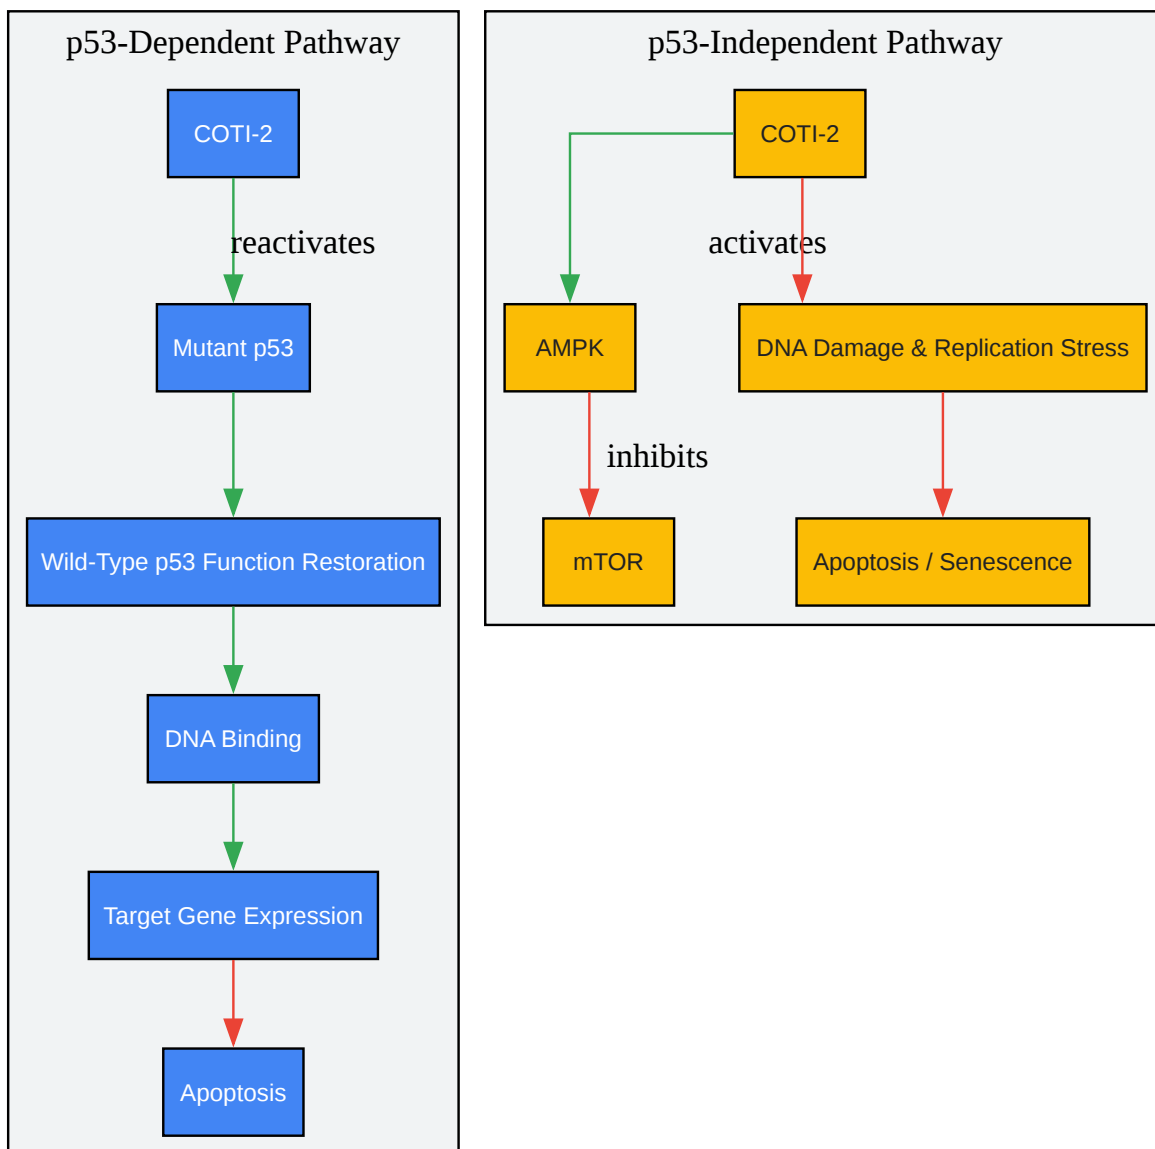 p53-Dependent Pathway
COTI-2
reactivates
Mutant p53
Wild-Type p53 Function Restoration
DNA Binding
Target Gene Expression
Apoptosis
p53-Independent Pathway
COTI-2
activates
AMPK
DNA Damage & Replication Stress
inhibits
mTOR
Apoptosis / Senescence